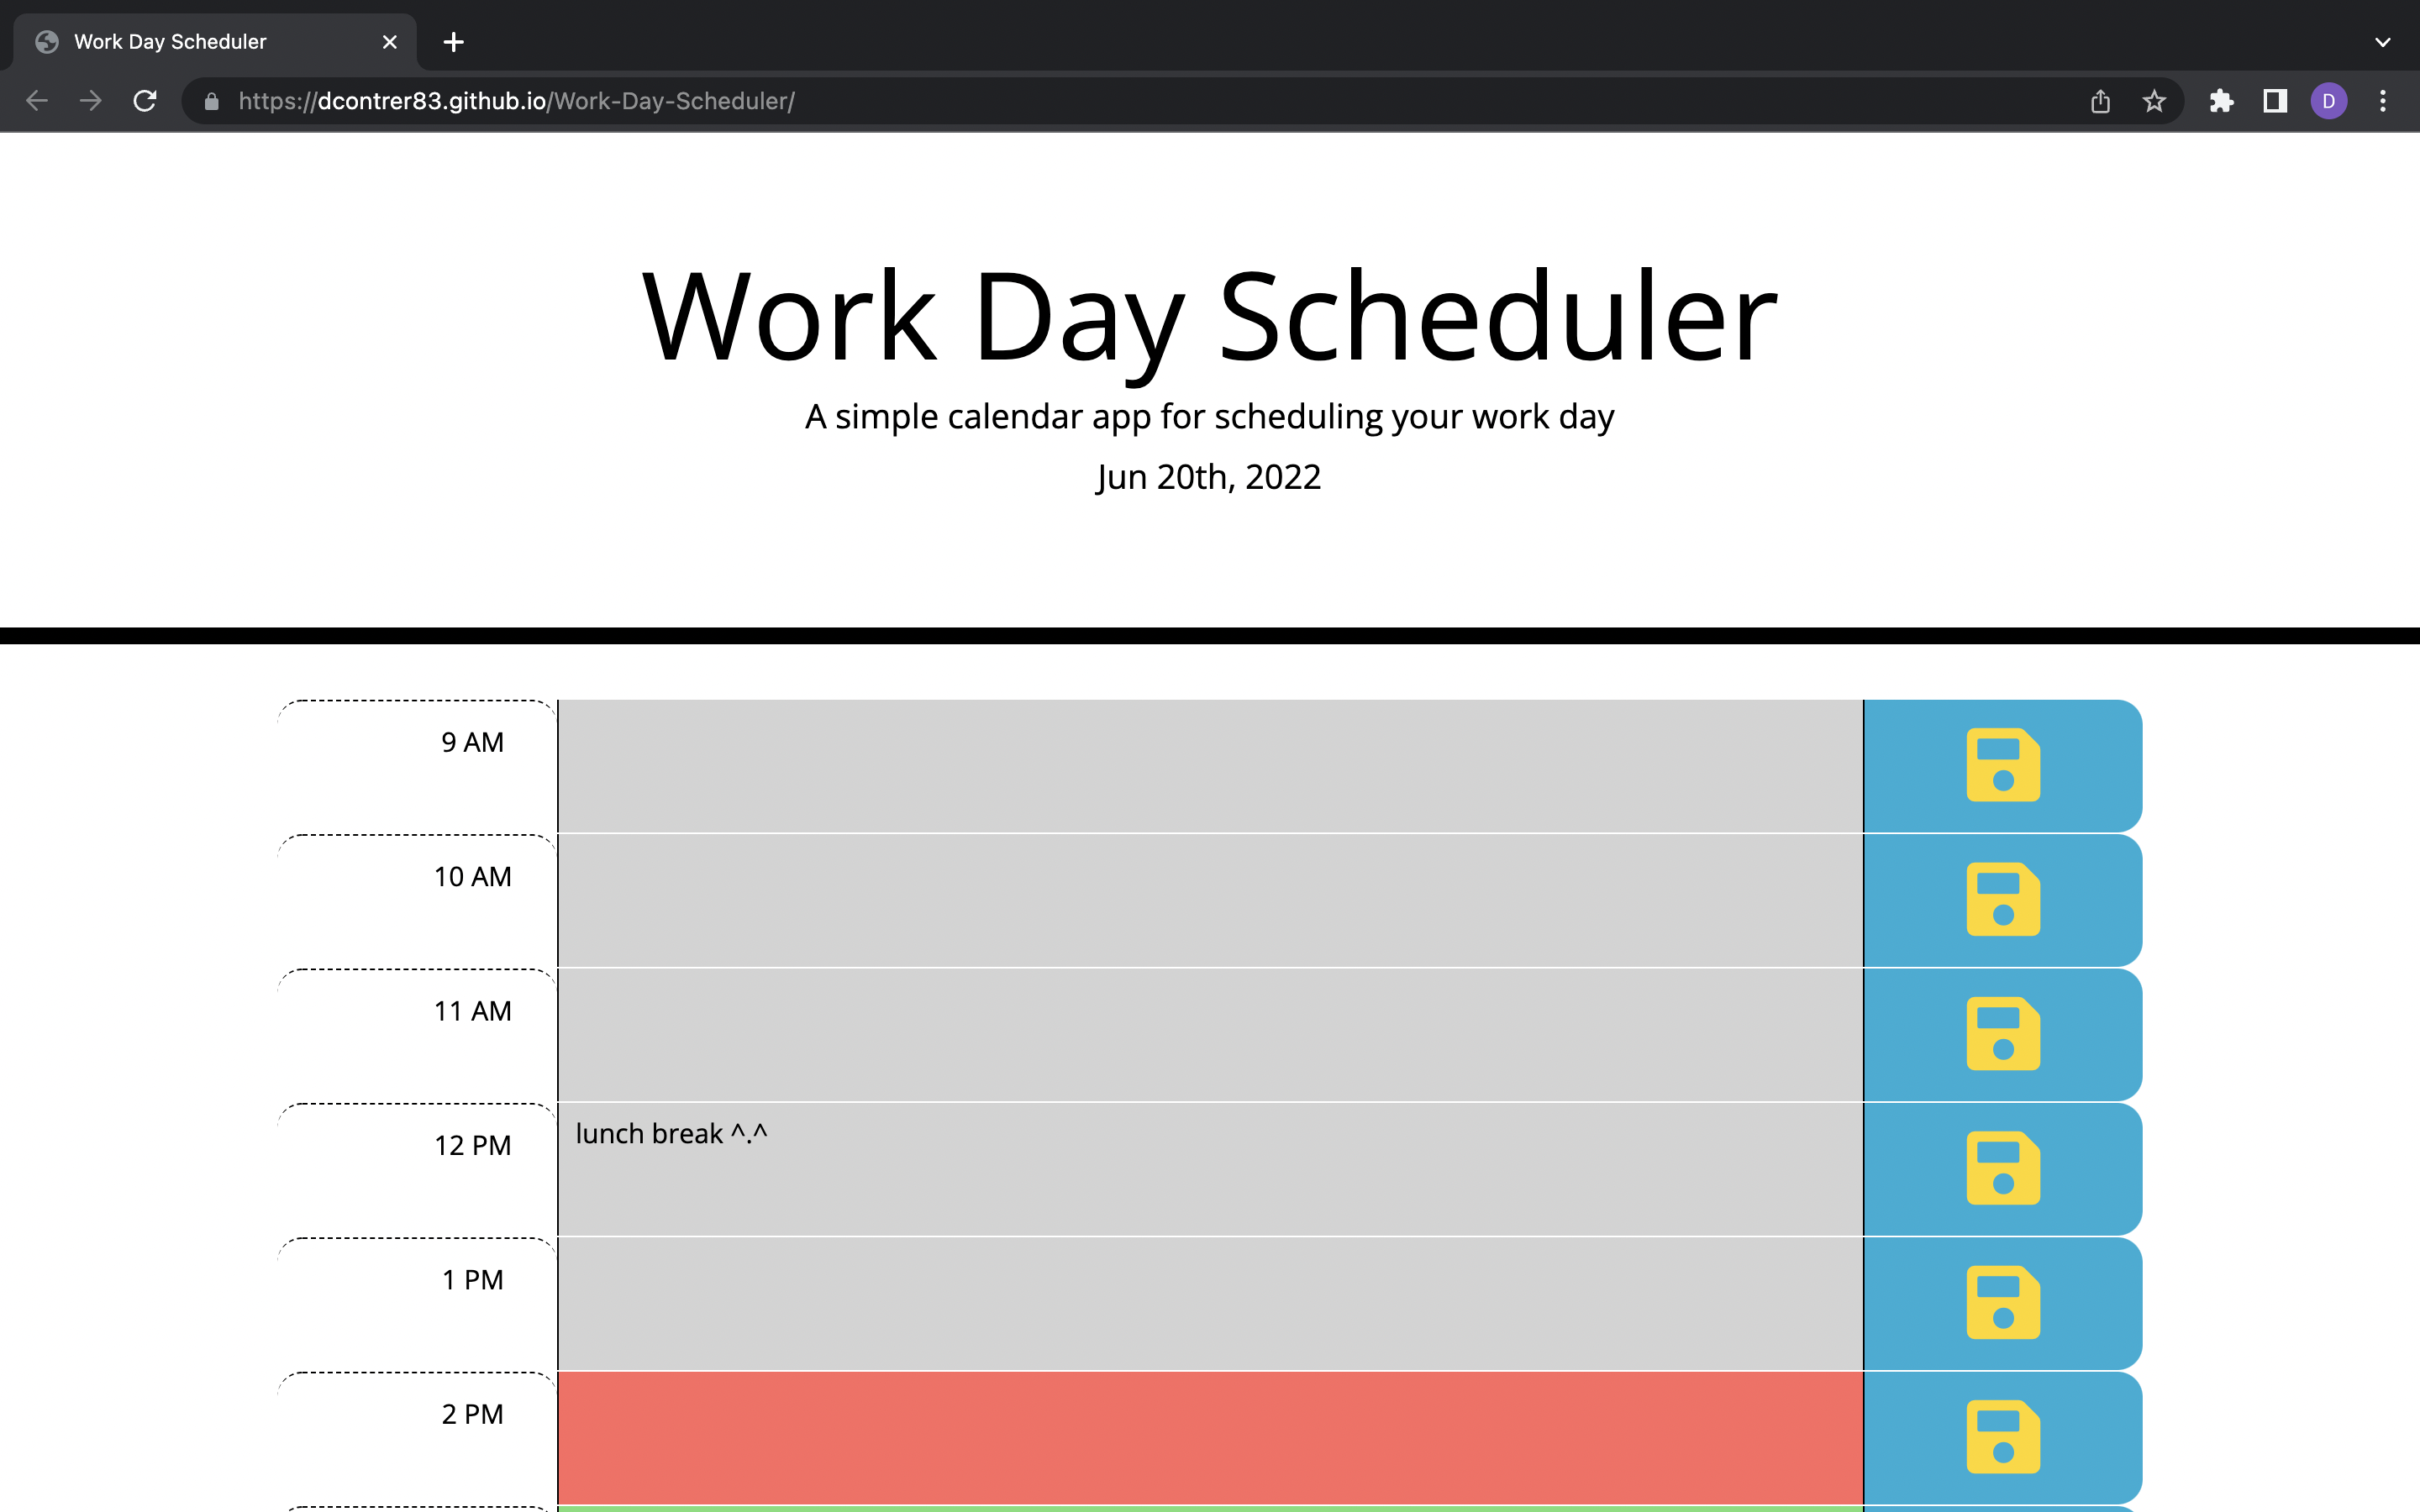 Work Day Scheduler
https://dcontrer83.github.io/Work-Day-Scheduler/
D
Work Day Scheduler
A simple calendar app for scheduling your work day
Jun 20th, 2022
9 AM
10 AM
11 AM
12 PM lunch break ^.^
1 PM
2 PM